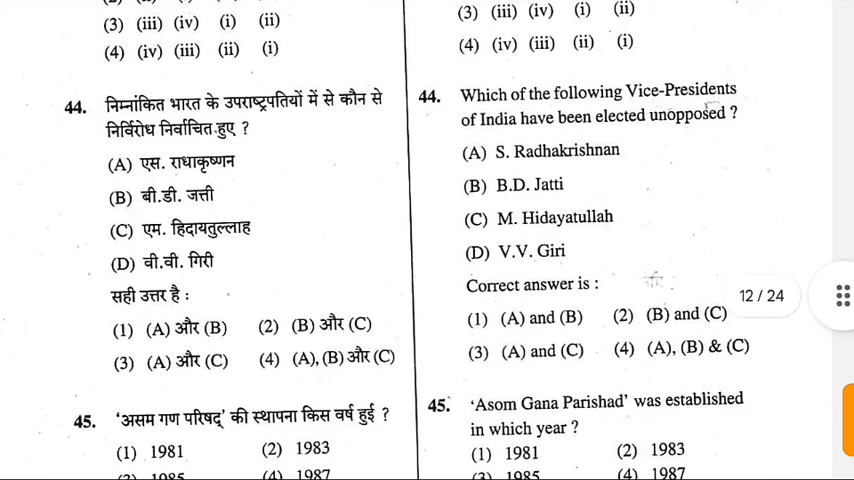 (3) (iii) (iv) (i) (ii)
(4) (iv) (iii) (ii) (i)
44. निम्नांकित भारत के उपराष्ट्रपतियों में से कौन से
निर्विरोध निर्वाचित हुए ?
(A) एस. राधाकृष्णन
(B) बी.डी. जत्ती
(C) एम. हिदायतुल्लाह
(D) वी.वी. गिरी
सही उत्तर है :
(1) (A) और (B) (2) (B) और (C)
(3) (A) और (C) (4) (A), (B) और (C)
45. ‘असम गण परिषद्’ की स्थापना किस वर्ष हुई ?
(1) 1981 (2) 1983
(3) 1985 (4) 1987
(3) (iii) (iv) (i) (ii)
(4) (iv) (iii) (ii) (i)
44. Which of the following Vice-Presidents
of India have been elected unopposed ?
(A) S. Radhakrishnan
(B) B.D. Jatti
(C) M. Hidayatullah
(D) V.V. Giri
Correct answer is :
(1) (A) and (B) (2) (B) and (C)
(3) (A) and (C) (4) (A), (B) & (C)
45. ‘Asom Gana Parishad’ was established
in which year ?
(1) 1981 (2) 1983
(3) 1985 (4) 1987
12 / 24